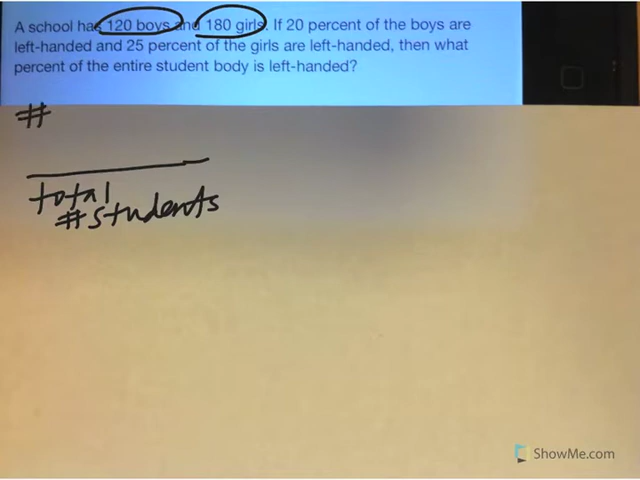 A school has 120 boys and 180 girls. If 20 percent of the boys are
left-handed and 25 percent of the girls are left-handed, then what
percent of the entire student body is left-handed?
#
total
#students
ShowMe.com